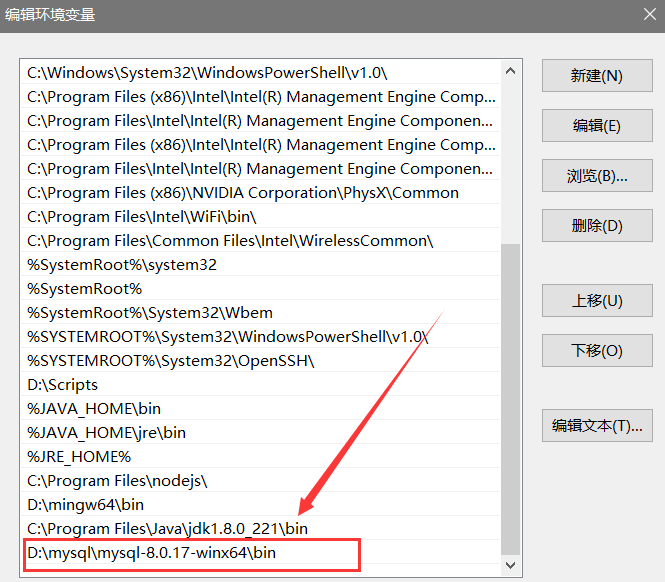 编辑环境变量
C:\Windows\System32\WindowsPowerShell\v1.0\
C:\Program Files (x86)\Intel\Intel(R) Management Engine Comp...
C:\Program Files\Intel\Intel(R) Management Engine Componen...
C:\Program Files (x86)\Intel\Intel(R) Management Engine Comp...
C:\Program Files\Intel\Intel(R) Management Engine Componen...
C:\Program Files (x86)\NVIDIA Corporation\PhysX\Common
C:\Program Files\Intel\WiFi\bin\
C:\Program Files\Common Files\Intel\WirelessCommon\
%SystemRoot%\system32
%SystemRoot%
%SystemRoot%\System32\Wbem
%SYSTEMROOT%\System32\WindowsPowerShell\v1.0\
%SYSTEMROOT%\System32\OpenSSH\
D:\Scripts
%JAVA_HOME\bin
%JAVA_HOME\jre\bin
%JRE_HOME%
C:\Program Files\nodejs\
D:\mingw64\bin
C:\Program Files\Java\jdk1.8.0_221\bin
D:\mysql\mysql-8.0.17-winx64\bin
新建(N)
编辑(E)
浏览(B)...
删除(D)
上移(U)
下移(O)
编辑文本(T)...